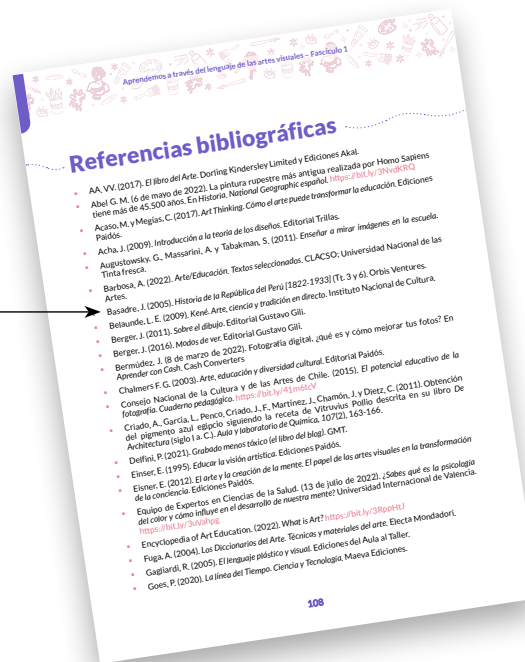 Aprendemos a través del lenguaje de las artes visuales – Fascículo 1
Referencias bibliográficas
• AA. VV. (2017). El libro del Arte. Dorling Kindersley Limited y Ediciones Akal.
• Abel G. M. (6 de mayo de 2022). La pintura rupestre más antigua realizada por Homo Sapiens
tiene más de 45.500 años. En Historia. National Geographic español. https://bit.ly/3NvdKRQ
• Acaso, M. y Megías, C. (2017). Art Thinking. Cómo el arte puede transformar la educación. Ediciones
Paidós.
• Acha, J. (2009). Introducción a la teoría de los diseños. Editorial Trillas.
• Augustowsky, G., Massarini, A. y Tabakman, S. (2011). Enseñar a mirar imágenes en la escuela.
Tinta fresca.
• Barbosa, A. (2022). Arte/Educación. Textos seleccionados. CLACSO; Universidad Nacional de las
Artes.
• Basadre, J. (2005). Historia de la República del Perú [1822-1933] (Tt. 3 y 6). Orbis Ventures.
• Belaunde, L. E. (2009). Kené. Arte, ciencia y tradición en directo. Instituto Nacional de Cultura.
• Berger, J. (2011). Sobre el dibujo. Editorial Gustavo Gili.
• Berger, J. (2016). Modos de ver. Editorial Gustavo Gili.
• Bermúdez, J. (8 de marzo de 2022). Fotografía digital, ¿qué es y cómo mejorar tus fotos? En
Aprender con Cash. Cash Converters
• Chalmers F. G. (2003). Arte, educación y diversidad cultural. Editorial Paidós.
• Consejo Nacional de la Cultura y de las Artes de Chile. (2015). El potencial educativo de la
fotografía. Cuaderno pedagógico. https://bit.ly/41m6tcV
• Criado, A., García, L., Penco, Criado, J., F., Martínez, J., Chamón, J. y Dietz, C. (2011). Obtención
del pigmento azul egipcio siguiendo la receta de Vitruvius Pollio descrita en su libro De
Architectura (siglo I a. C.). Aula y laboratorio de Química, 107(2), 163-166.
• Delfini, P. (2021). Grabado menos tóxico (el libro del blog). GMT.
• Einser, E. (1995). Educar la visión artística. Ediciones Paidós.
• Eisner, E. (2012). El arte y la creación de la mente. El papel de las artes visuales en la transformación
de la conciencia. Ediciones Paidós.
• Equipo de Expertos en Ciencias de la Salud. (13 de julio de 2022). ¿Sabes qué es la psicología
del color y cómo influye en el desarrollo de nuestra mente? Universidad Internacional de Valencia.
https://bit.ly/3uVahpg
• Encyclopedia of Art Education. (2022). What is Art? https://bit.ly/3RppHtJ
• Fuga, A. (2004). Los Diccionarios del Arte. Técnicas y materiales del arte. Electa Mondadori.
• Gagliardi, R. (2005). El lenguaje plástico y visual. Ediciones del Aula al Taller.
• Goes, P. (2020). La línea del Tiempo. Ciencia y Tecnología. Maeva Ediciones.
108